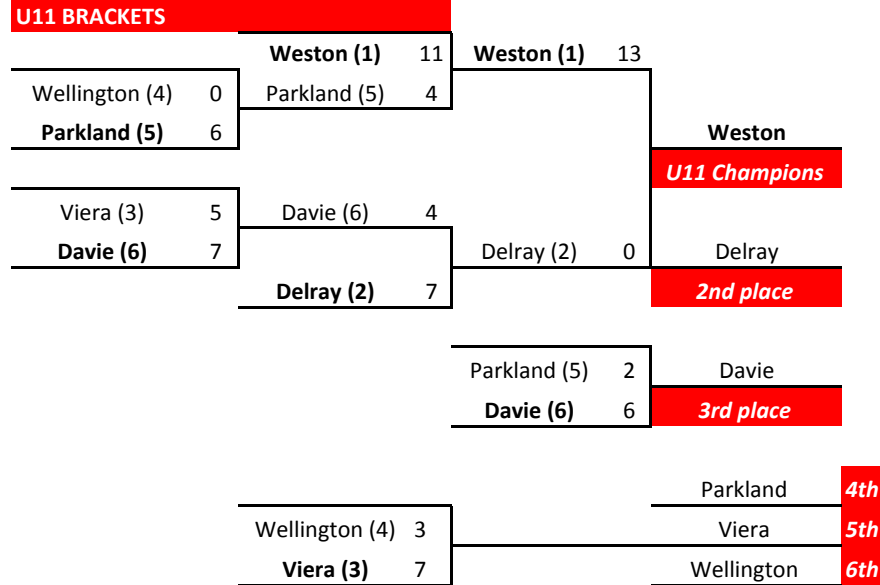 U11 BRACKETS
Weston (1) 11 Weston (1) 13
Wellington (4) 0 Parkland (5) 4
Parkland (5) 6 Weston
U11 Champions
Viera (3) 5 Davie (6) 4
Davie (6) 7 Delray (2) 0 Delray
Delray (2) 7 2nd place
Parkland (5) 2 Davie
Davie (6) 6 3rd place
Parkland 4th
Wellington (4) 3 Viera 5th
Viera (3) 7 Wellington 6th